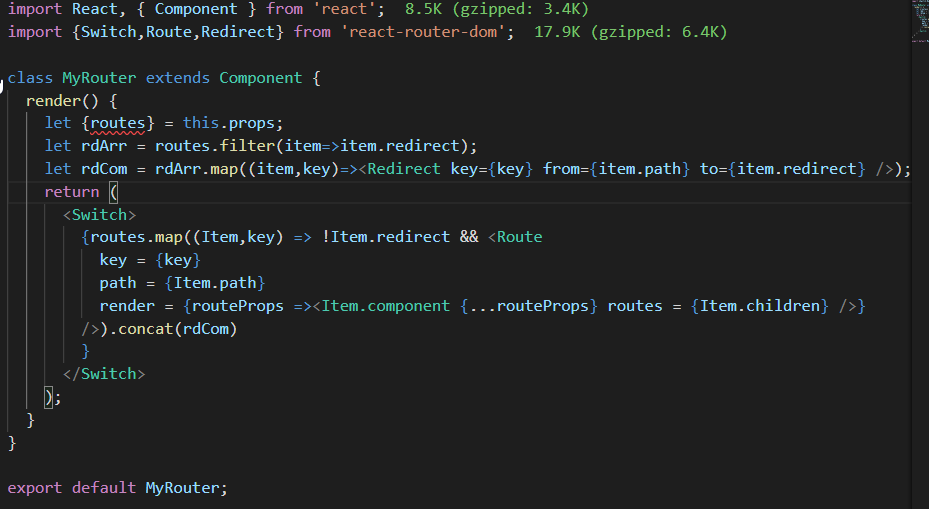 import React, { Component } from 'react';  8.5K (gzipped: 3.4K)
import {Switch,Route,Redirect} from 'react-router-dom';  17.9K (gzipped: 6.4K)

class MyRouter extends Component {
  render() {
    let {routes} = this.props;
    let rdArr = routes.filter(item=>item.redirect);
    let rdCom = rdArr.map((item,key)=><Redirect key={key} from={item.path} to={item.redirect} />);
    return (
      <Switch>
        {routes.map((Item,key) => !Item.redirect && <Route
          key = {key}
          path = {Item.path}
          render = {routeProps =><Item.component {...routeProps} routes = {Item.children} />}
        />).concat(rdCom)
        }
      </Switch>
    );
  }
}

export default MyRouter;